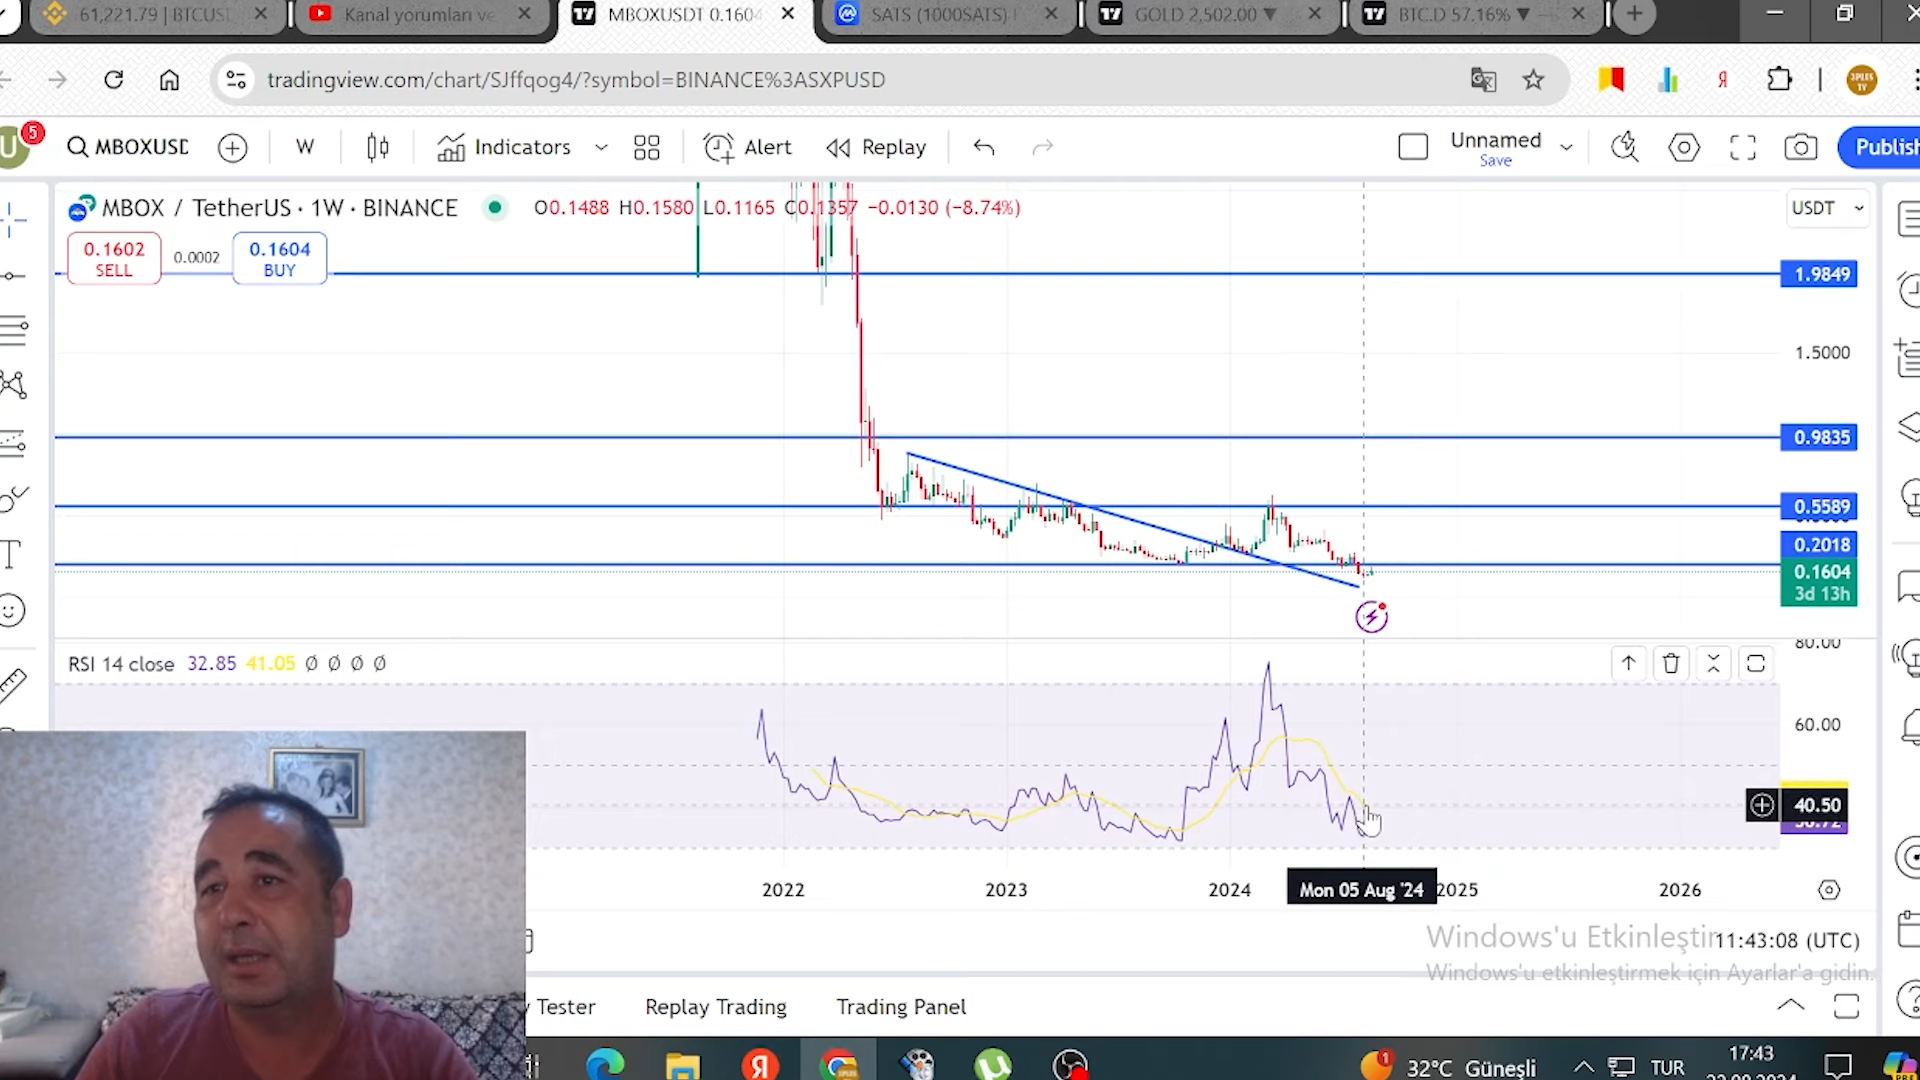 61,221.79 | BTCUS
Kanal yorumları ve
MBOXUSDT 0.1604
SATS (1000SATS)
GOLD 2,502.00 ▼
BTC.D 57.16% ▼
tradingview.com/chart/SJffqog4/?symbol=BINANCE%3ASXPUSD
3PLES TV
U 5
MBOXUSD
W
Indicators
Alert
Replay
Unnamed
Save
Publish
MBOX / TetherUS · 1W · BINANCE
O0.1488 H0.1580 L0.1165 C0.1357 −0.0130 (−8.74%)
USDT
0.1602
SELL
0.0002
0.1604
BUY
1.9849
1.5000
0.9835
0.5589
0.2018
0.1604
3d 13h
RSI 14 close 32.85 41.05 Ø Ø Ø Ø
80.00
60.00
40.50
2022
2023
2024
Mon 05 Aug '24
2025
2026
Windows'u Etkinleştir
11:43:08 (UTC)
Windows'u etkinleştirmek için Ayarlar'a gidin.
Tester
Replay Trading
Trading Panel
1
32°C Güneşli
TUR
17:43